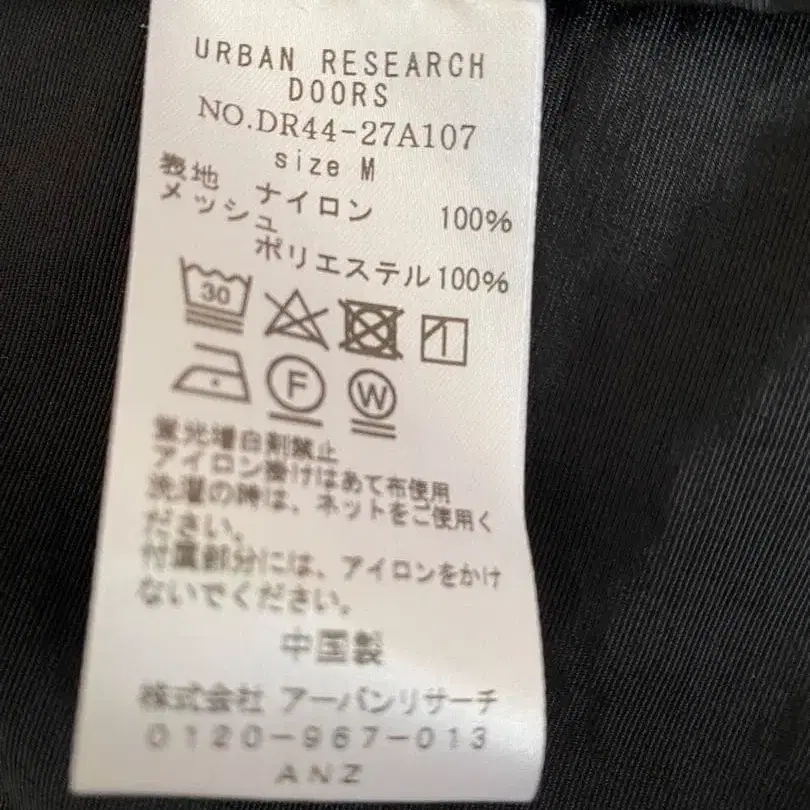 URBAN RESEARCH
DOORS
NO.DR44-27A107
size M
表地 ナイロン 100%
メッシュ
ポリエステル100%
30
F W
蛍光増白剤禁止
アイロン掛けはあて布使用
洗濯の時は、ネットをご使用く
ださい。
付属部分には、アイロンをかけ
ないでください。
中国製
株式会社 アーバンリサーチ
0120-967-013
ANZ